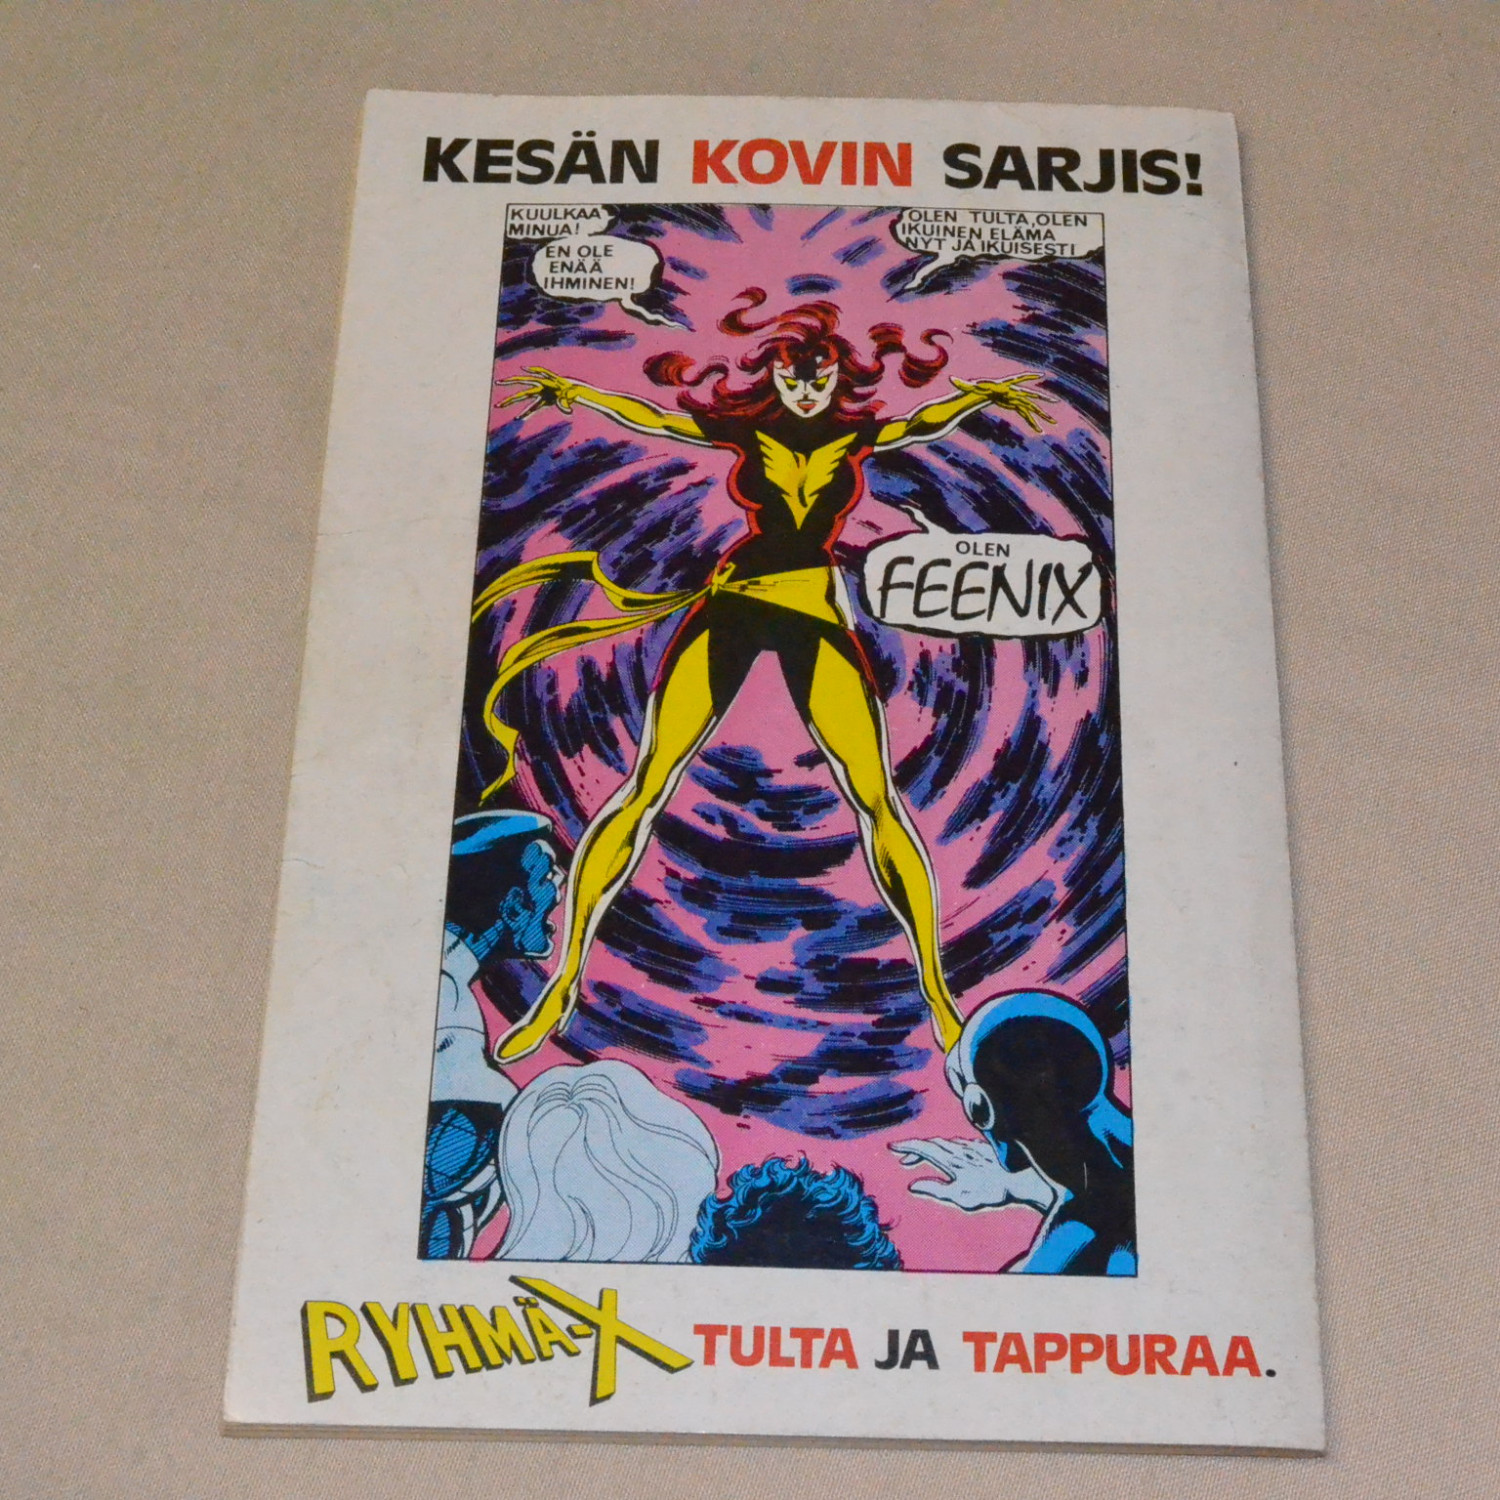 KESÄN KOVIN SARJIS!
KUULKAA
MINUA!
EN OLE
ENÄÄ
IHMINEN!
OLEN TULTA, OLEN
IKUINEN ELÄMA
NYT JA IKUISESTI
OLEN
FEENIX
RYHMÄ-X TULTA JA TAPPURAA.